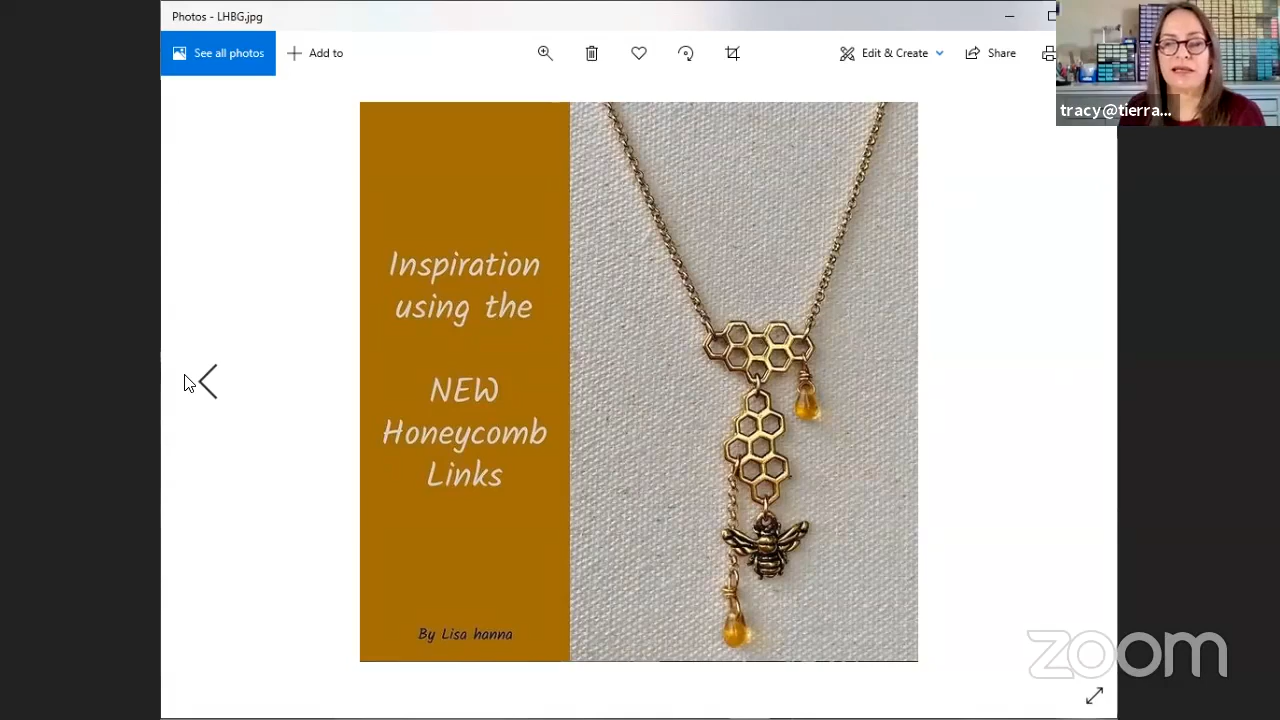 Photos - LHBG.jpg
See all photos
Add to
Edit & Create
Share
tracy@tierra...
Inspiration
using the
NEW
Honeycomb
Links
By Lisa hanna
zoom